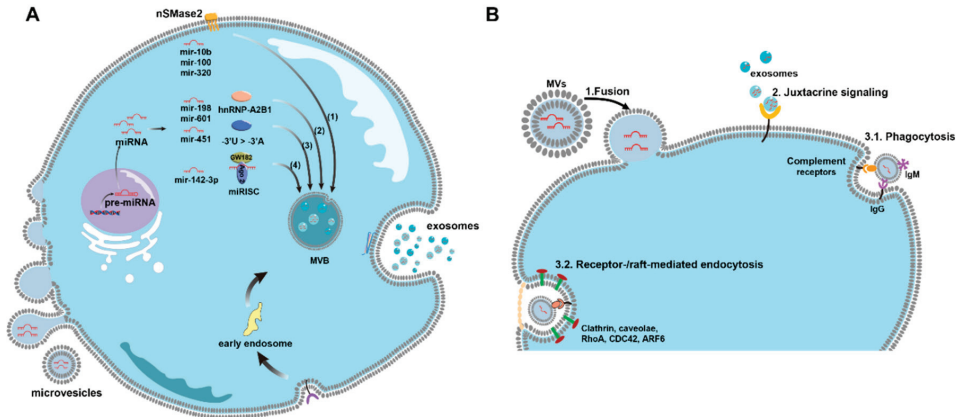 A
nSMase2
mir-10b
mir-100
mir-320
mir-198
mir-601
mir-451
mir-142-3p
hnRNP-A2B1
-3'U > -3'A
GW182
miRISC
(1)
(2)
(3)
(4)
miRNA
pre-miRNA
MVB
exosomes
early endosome
microvesicles
B
MVs
1.Fusion
exosomes
2. Juxtacrine signaling
3.1. Phagocytosis
Complement
receptors
IgM
IgG
3.2. Receptor-/raft-mediated endocytosis
Clathrin, caveolae,
RhoA, CDC42, ARF6